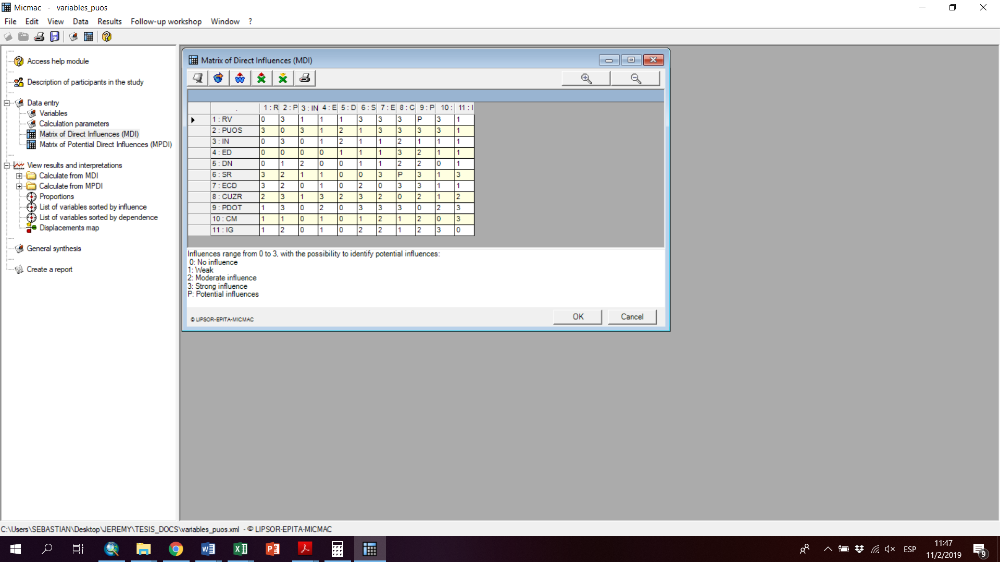 Micmac - variables_puos
File Edit View Data Results Follow-up workshop Window ?
Access help module
Description of participants in the study
Data entry
Variables
Calculation parameters
Matrix of Direct Influences (MDI)
Matrix of Potential Direct Influences (MPDI)
View results and interpretations
Calculate from MDI
Calculate from MPDI
Proportions
List of variables sorted by influence
List of variables sorted by dependence
Displacements map
General synthesis
Create a report
Matrix of Direct Influences (MDI)
. 1 : R 2 : P 3 : IN 4 : E 5 : D 6 : S 7 : E 8 : C 9 : P 10 : 11 : I
1 : RV 0 3 1 1 1 3 3 3 P 3 1
2 : PUOS 3 0 3 1 2 1 3 3 3 3 1
3 : IN 0 3 0 1 2 1 1 2 1 1 1
4 : ED 0 0 0 0 1 1 1 3 2 1 1
5 : DN 0 1 2 0 0 1 1 2 2 0 1
6 : SR 3 2 1 1 0 0 3 P 3 1 3
7 : ECD 3 2 0 1 0 2 0 3 3 1 1
8 : CUZR 2 3 1 3 2 3 2 0 2 1 2
9 : PDOT 1 3 0 2 0 3 3 3 0 2 3
10 : CM 1 1 0 1 0 1 2 1 2 0 3
11 : IG 1 2 0 1 0 2 2 1 2 3 0
Influences range from 0 to 3, with the possibility to identify potential influences:
0: No influence
1: Weak
2: Moderate influence
3: Strong influence
P: Potential influences
© LIPSOR-EPITA-MICMAC
OK Cancel
C:\Users\SEBASTIAN\Desktop\JEREMY\TESIS_DOCS\variables_puos.xml - © LIPSOR-EPITA-MICMAC
ESP
11:47
11/2/2019
9